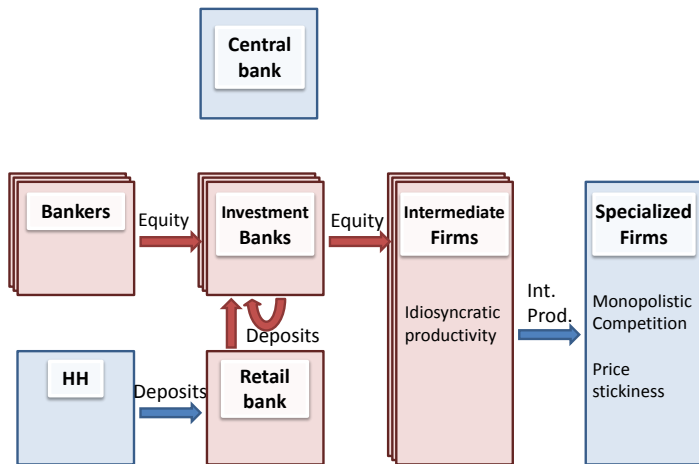 Central
bank
Bankers
Equity
Investment
Banks
Equity
Intermediate
Firms
Idiosyncratic
productivity
Int.
Prod.
Specialized
Firms
Monopolistic
Competition
Price
stickiness
Deposits
HH
Deposits
Retail
bank